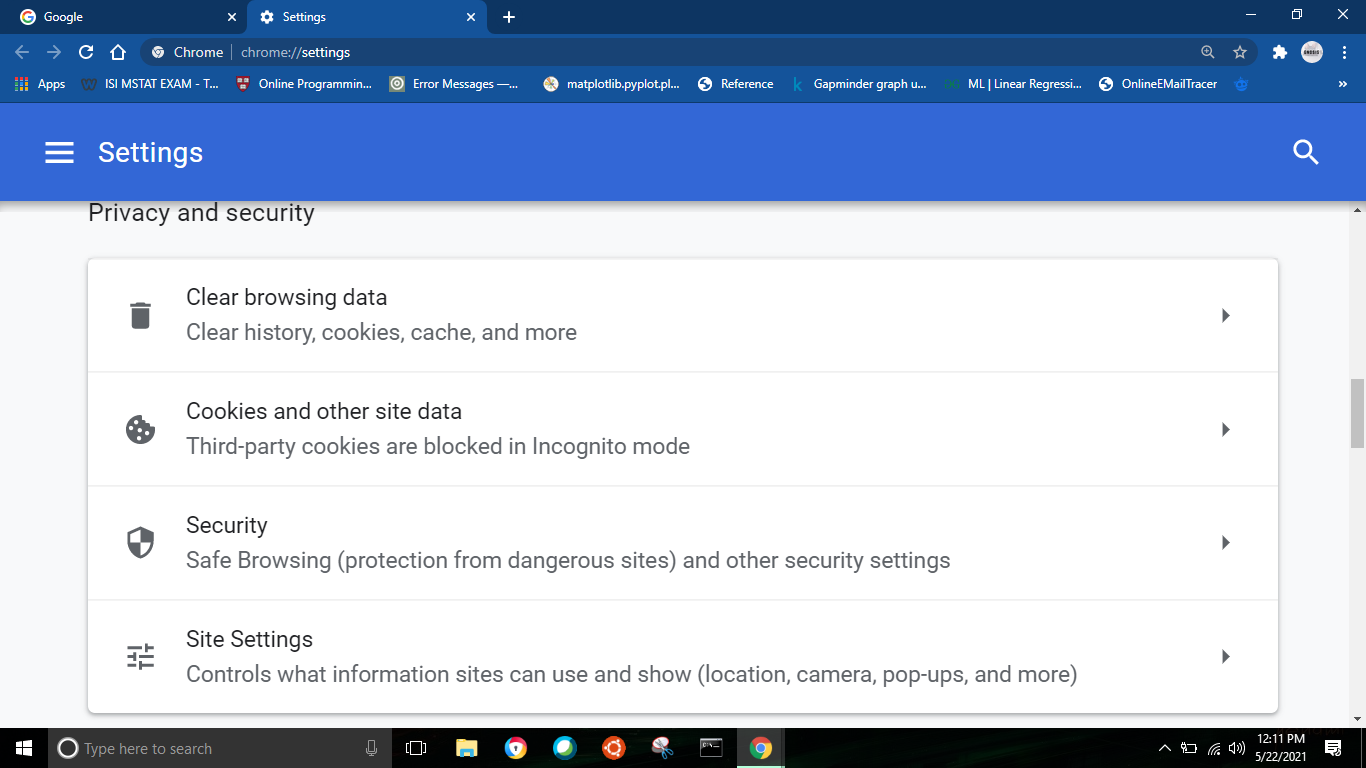 Google
Settings
Chrome
chrome://settings
Apps
ISI MSTAT EXAM - T...
Online Programmin...
Error Messages —...
matplotlib.pyplot.pl...
Reference
Gapminder graph u...
ML | Linear Regressi...
OnlineEMailTracer
»
Settings
Privacy and security
Clear browsing data
Clear history, cookies, cache, and more
Cookies and other site data
Third-party cookies are blocked in Incognito mode
Security
Safe Browsing (protection from dangerous sites) and other security settings
Site Settings
Controls what information sites can use and show (location, camera, pop-ups, and more)
Type here to search
12:11 PM
5/22/2021